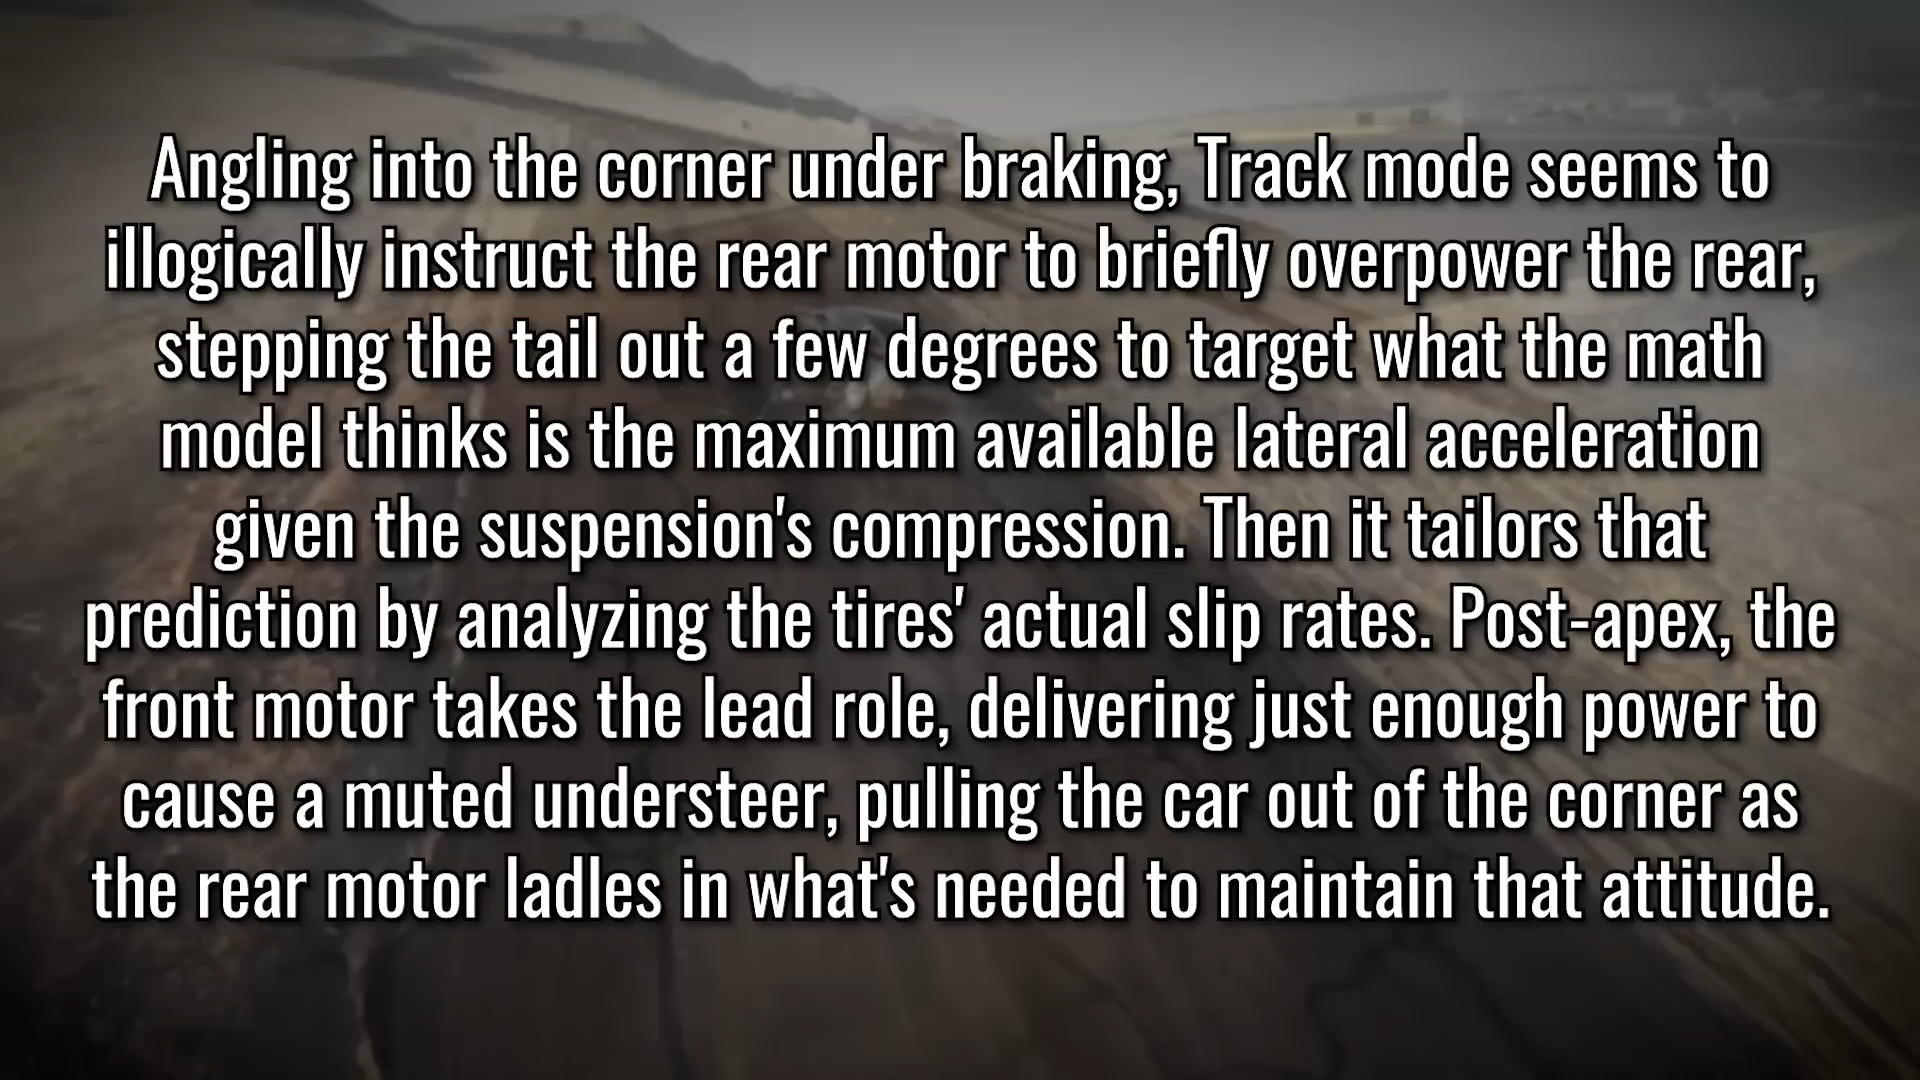 Angling into the corner under braking, Track mode seems to
illogically instruct the rear motor to briefly overpower the rear,
stepping the tail out a few degrees to target what the math
model thinks is the maximum available lateral acceleration
given the suspension's compression. Then it tailors that
prediction by analyzing the tires' actual slip rates. Post-apex, the
front motor takes the lead role, delivering just enough power to
cause a muted understeer, pulling the car out of the corner as
the rear motor ladles in what's needed to maintain that attitude.